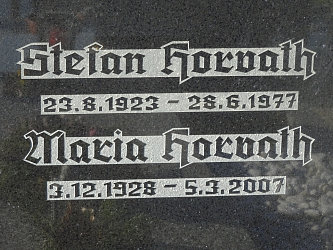 Stefan Horvath
23.8.1923 - 28.6.1977
Maria Horvath
3.12.1928 - 5.3.2007